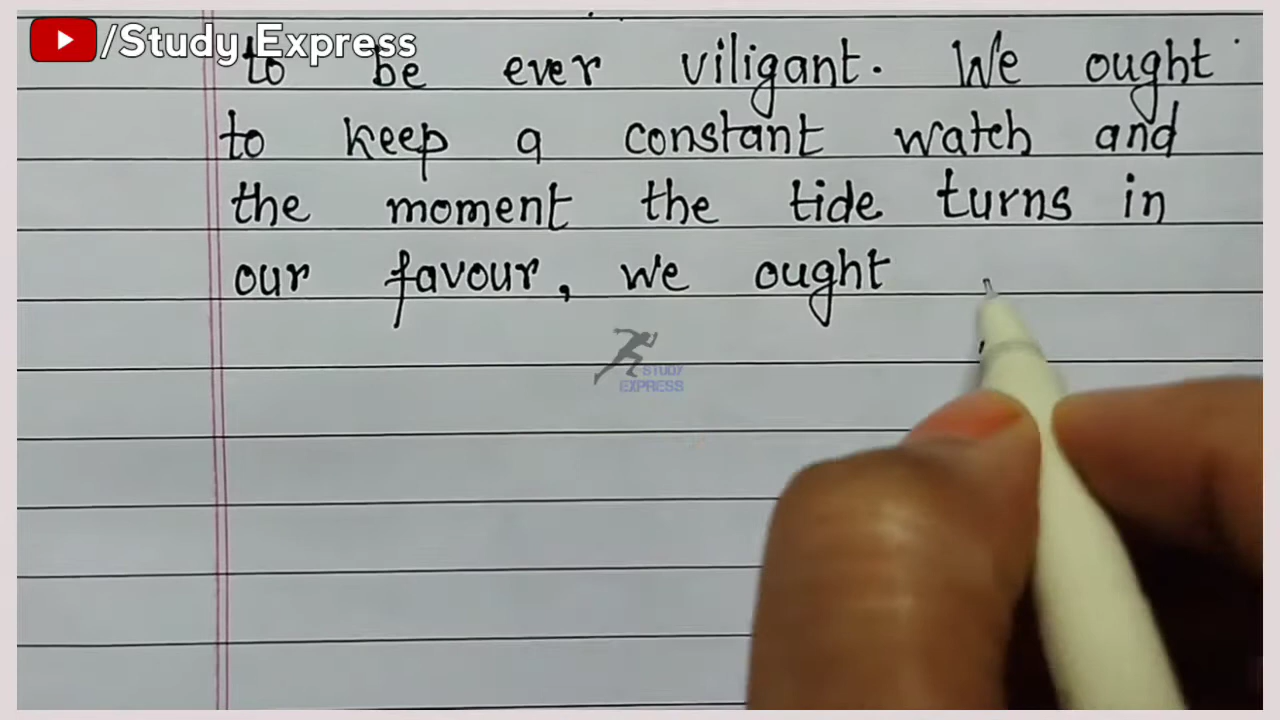 /Study Express
to be ever viligant. We ought
to keep a constant watch and
the moment the tide turns in
our favour, we ought
STUDY
EXPRESS